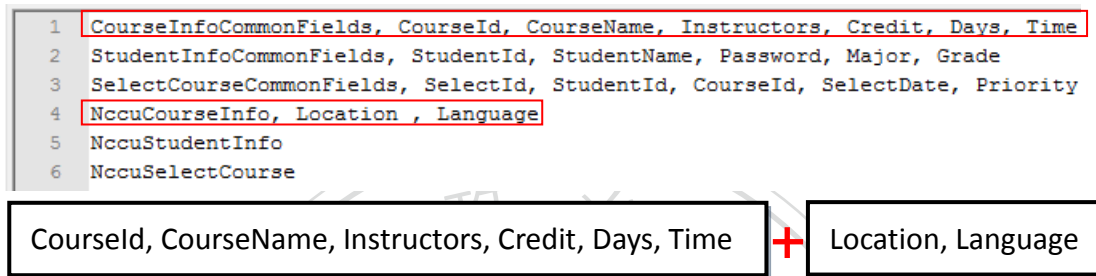 1 CourseInfoCommonFields, CourseId, CourseName, Instructors, Credit, Days, Time
2 StudentInfoCommonFields, StudentId, StudentName, Password, Major, Grade
3 SelectCourseCommonFields, SelectId, StudentId, CourseId, SelectDate, Priority
4 NccuCourseInfo, Location , Language
5 NccuStudentInfo
6 NccuSelectCourse
CourseId, CourseName, Instructors, Credit, Days, Time + Location, Language